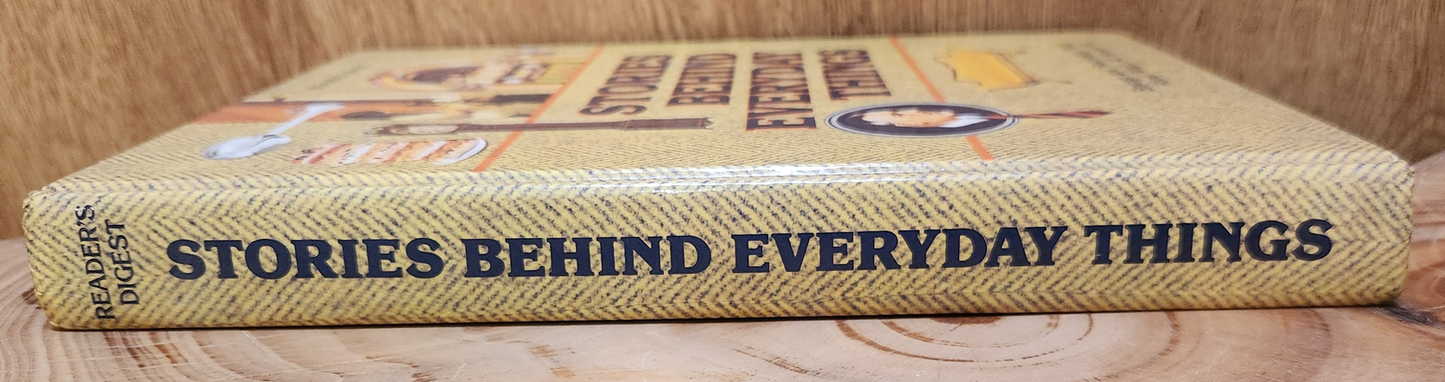 STORIES
BEHIND
EVERYDAY
THINGS
READER'S
DIGEST
STORIES BEHIND EVERYDAY THINGS